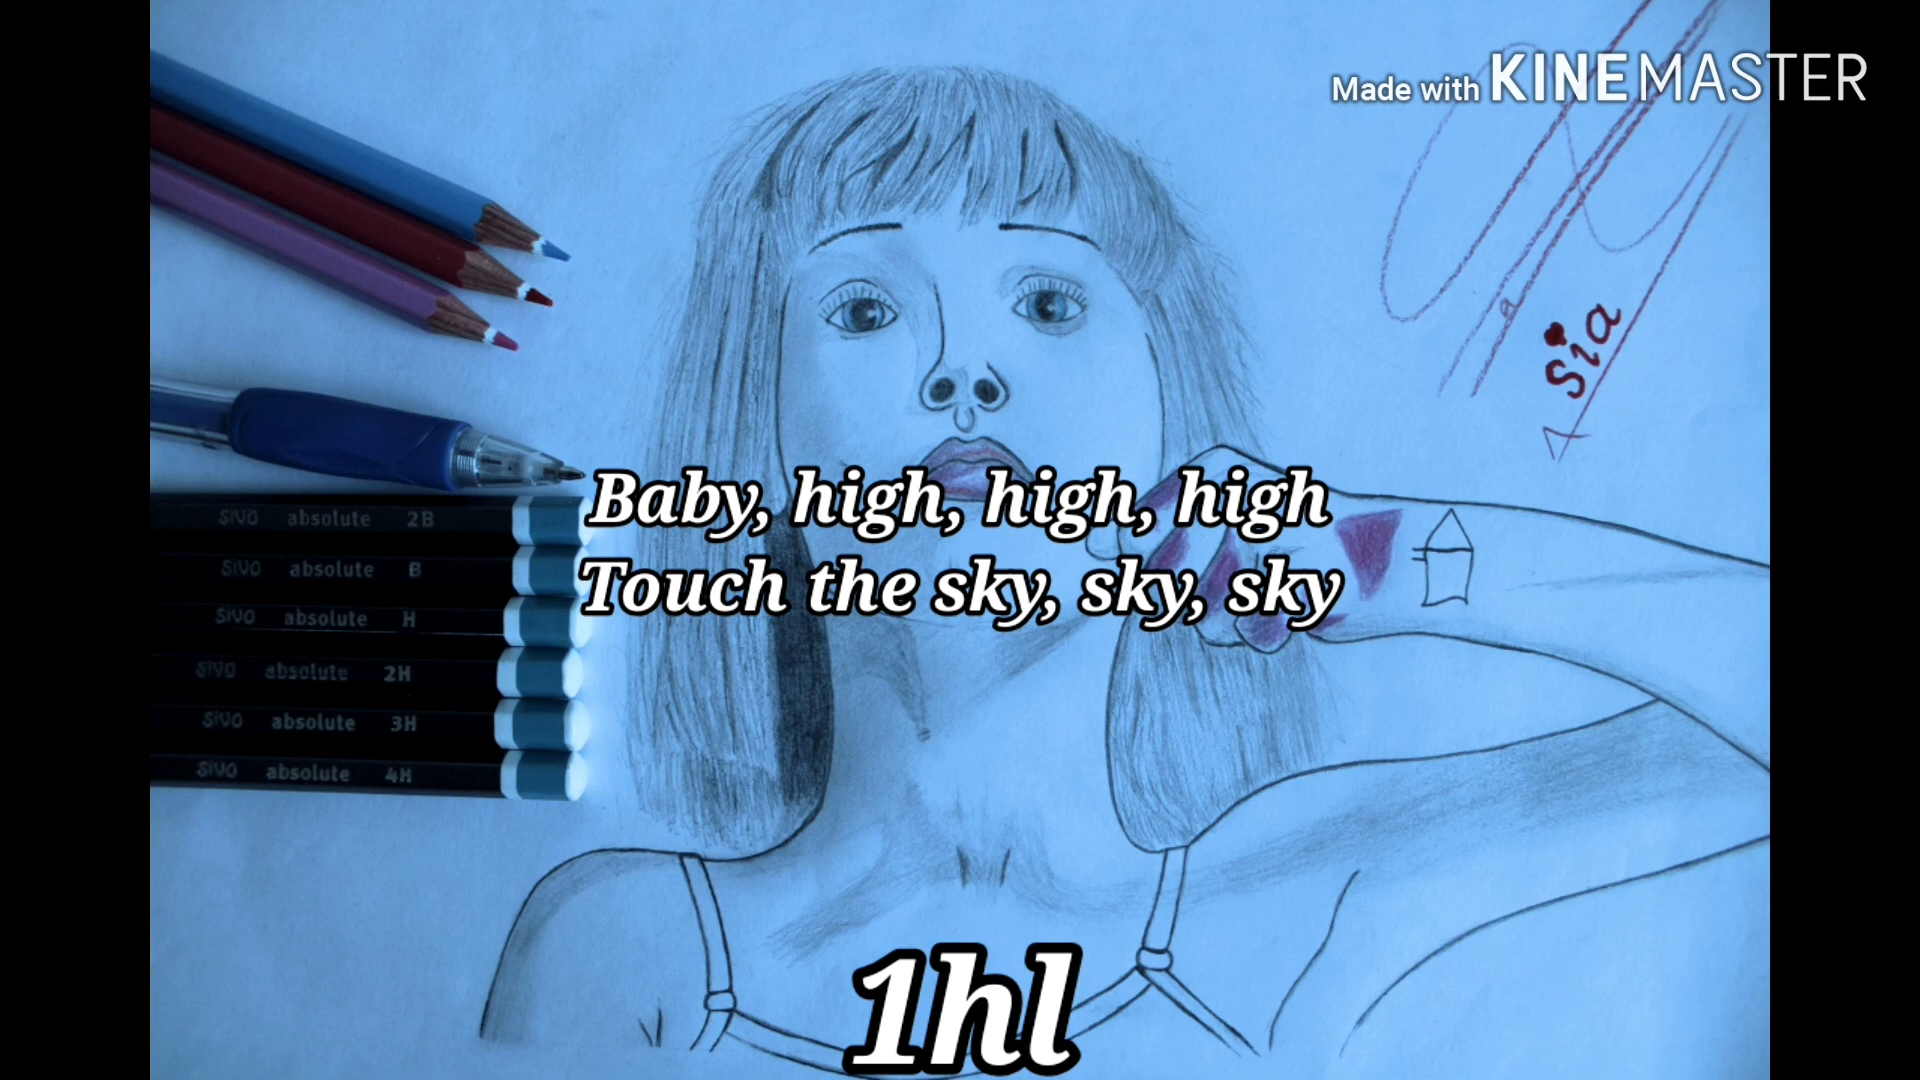 Made with KINEMASTER
sia
Baby, high, high, high
Touch the sky, sky, sky
SIVO absolute 2B
SIVO absolute B
SIVO absolute H
SIVO absolute 2H
SIVO absolute 3H
SIVO absolute 4H
1hl